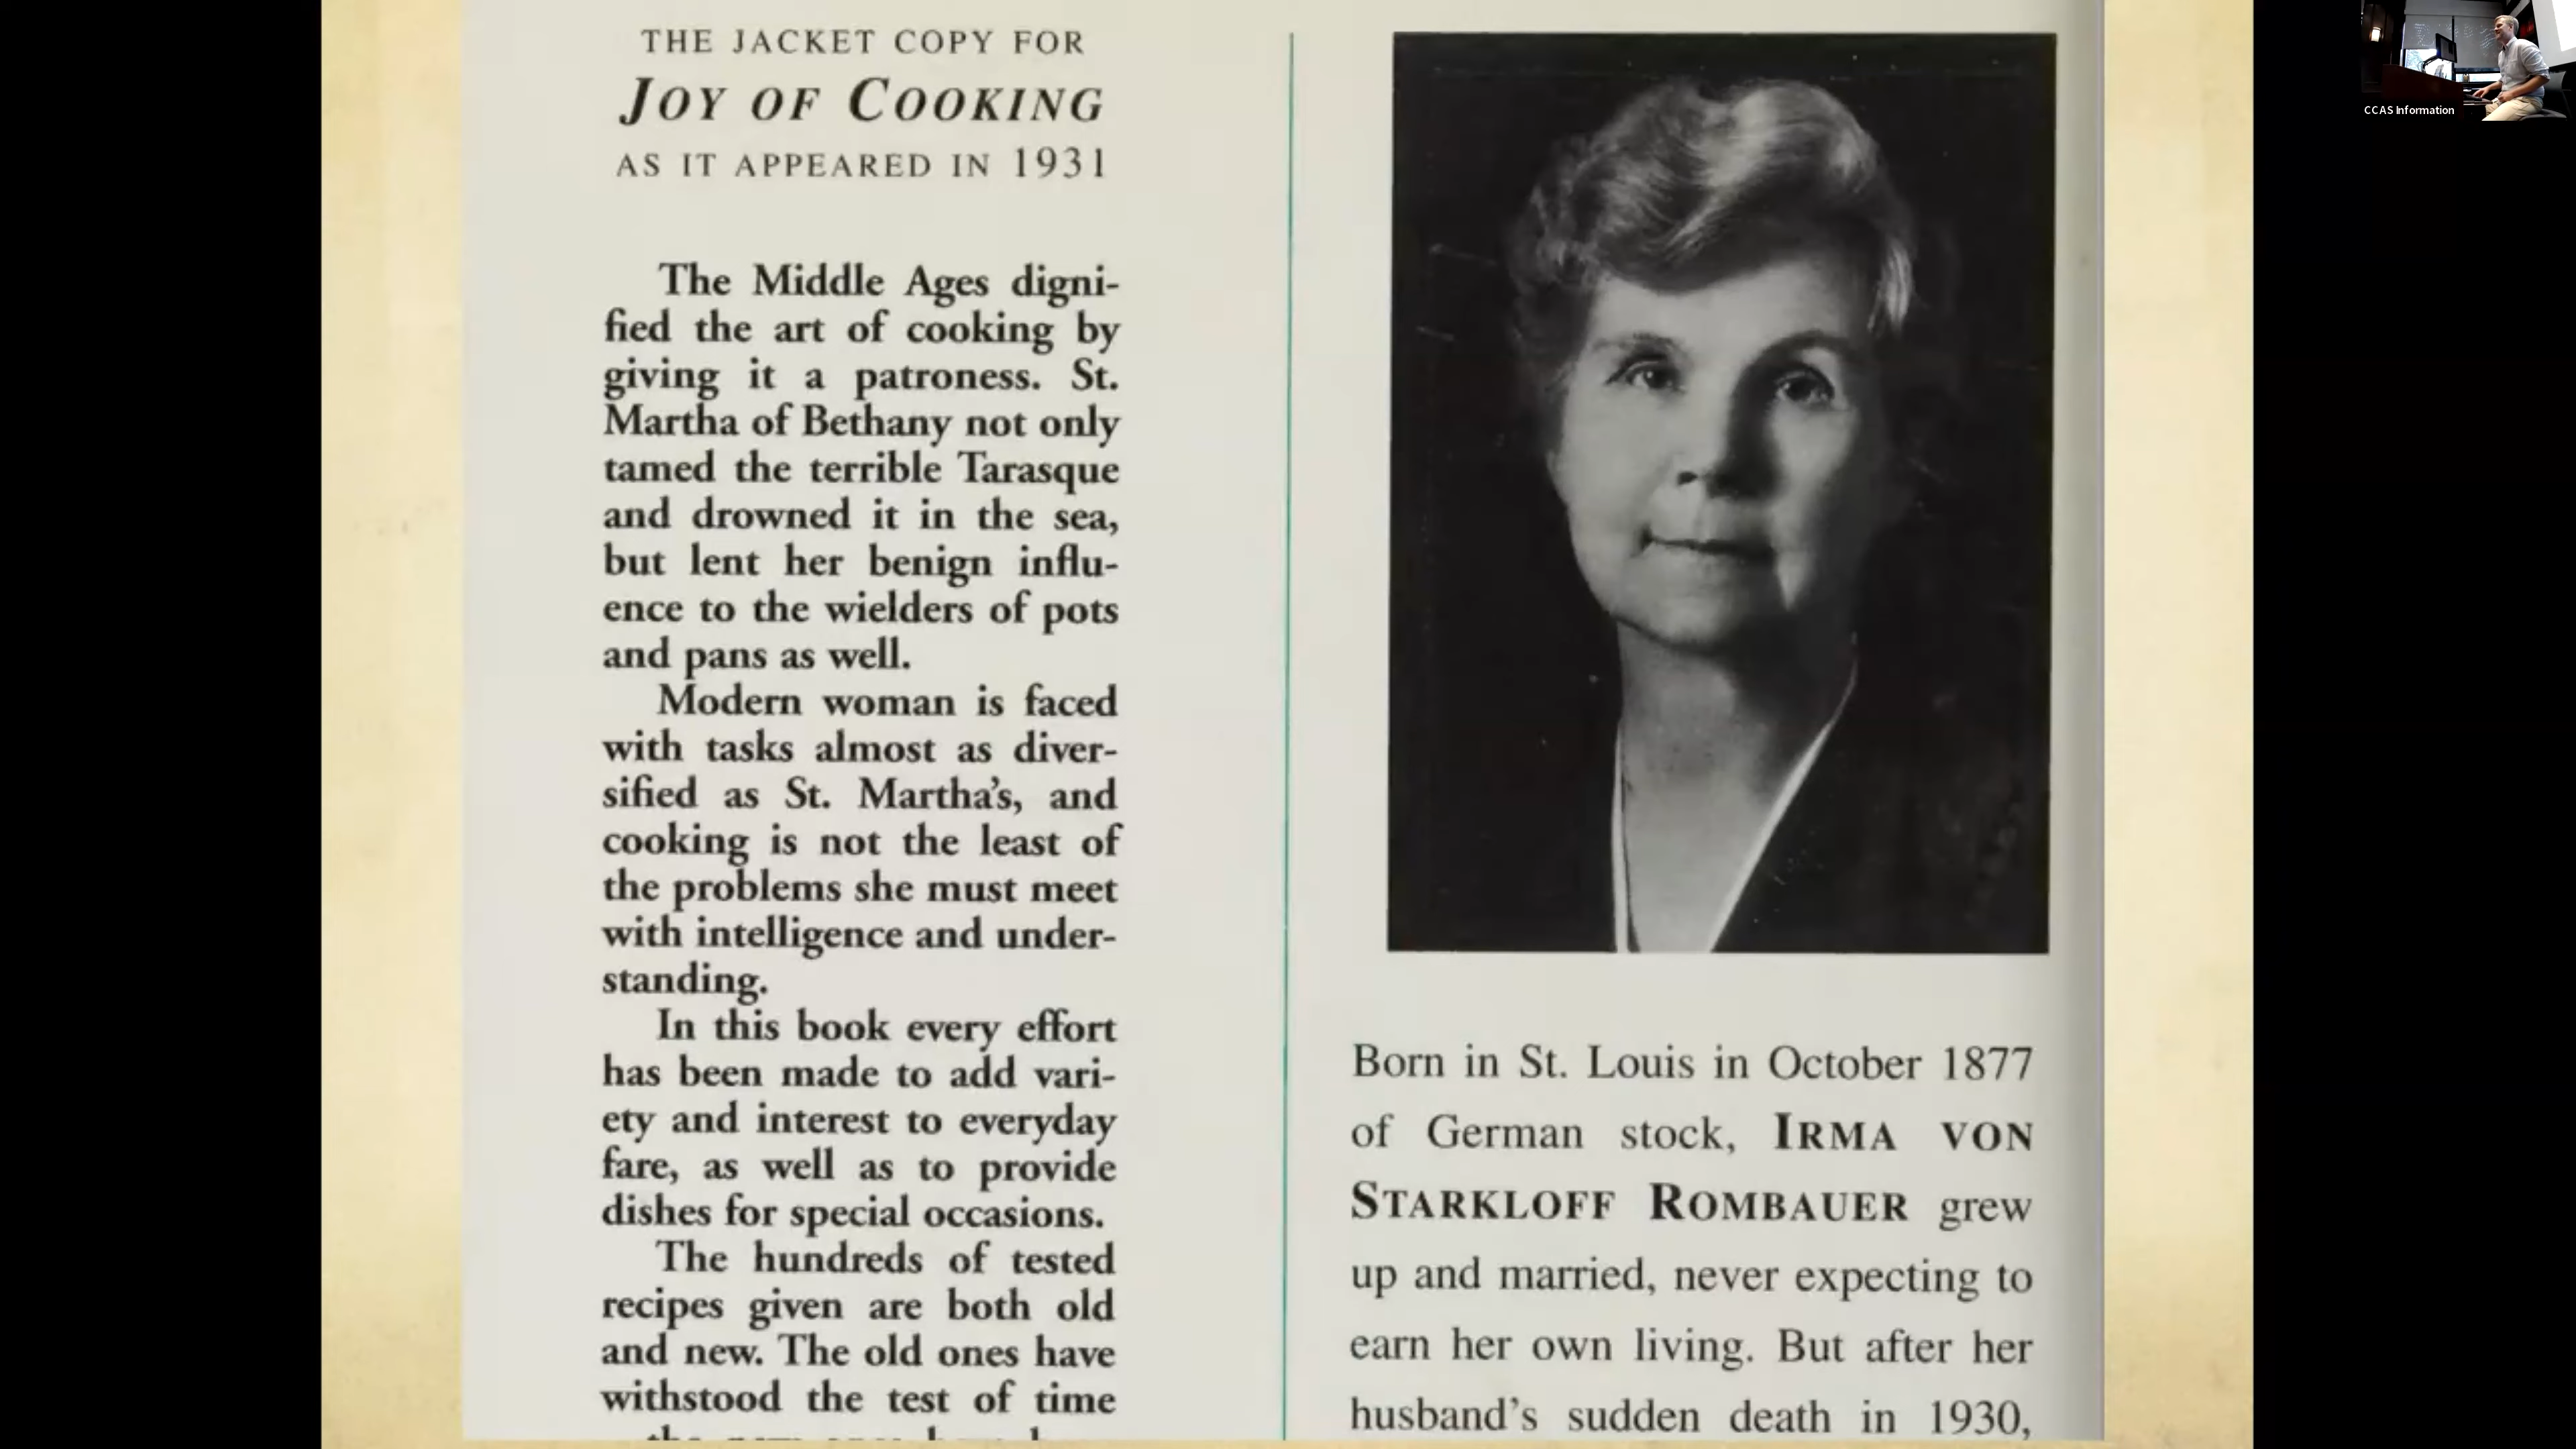 THE JACKET COPY FOR
JOY OF COOKING
AS IT APPEARED IN 1931
The Middle Ages digni-
fied the art of cooking by
giving it a patroness. St.
Martha of Bethany not only
tamed the terrible Tarasque
and drowned it in the sea,
but lent her benign influ-
ence to the wielders of pots
and pans as well.
Modern woman is faced
with tasks almost as diver-
sified as St. Martha's, and
cooking is not the least of
the problems she must meet
with intelligence and under-
standing.
In this book every effort
has been made to add vari-
ety and interest to everyday
fare, as well as to provide
dishes for special occasions.
The hundreds of tested
recipes given are both old
and new. The old ones have
withstood the test of time
Born in St. Louis in October 1877
of German stock, IRMA VON
STARKLOFF ROMBAUER grew
up and married, never expecting to
earn her own living. But after her
husband's sudden death in 1930,
CCAS Information